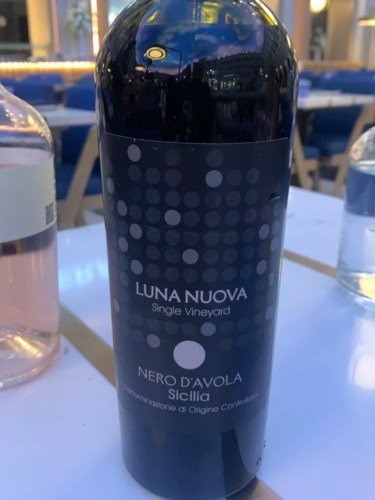 LUNA NUOVA
Single Vineyard
NERO D'AVOLA
Sicilia
Denominazione di Origine Controllata